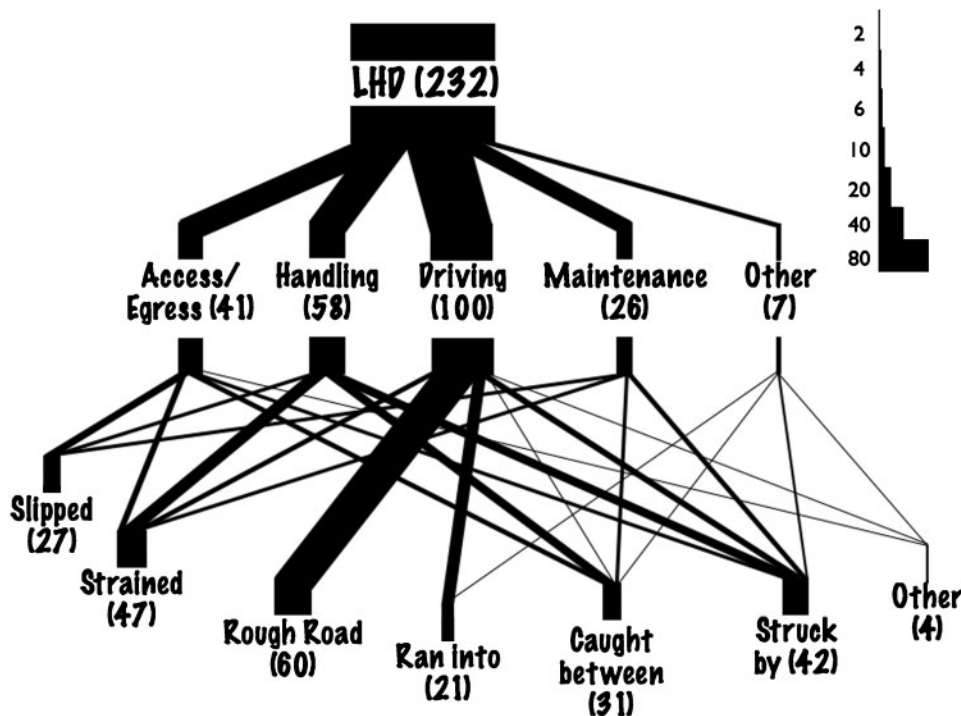 LHD (232)
2
4
6
10
20
40
80
Access/
Egress (41)
Handling
(58)
Driving
(100)
Maintenance
(26)
Other
(7)
Slipped
(27)
Strained
(47)
Rough Road
(60)
Ran into
(21)
Caught
between
(31)
Struck
by (42)
Other
(4)